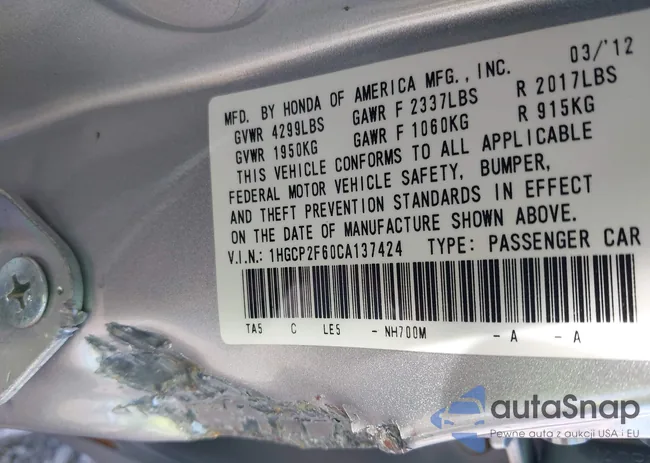 MFD. BY HONDA OF AMERICA MFG., INC. 03/'12
GVWR 4299LBS GAWR F 2337LBS R 2017LBS
GVWR 1950KG GAWR F 1060KG R 915KG
THIS VEHICLE CONFORMS TO ALL APPLICABLE
FEDERAL MOTOR VEHICLE SAFETY, BUMPER,
AND THEFT PREVENTION STANDARDS IN EFFECT
ON THE DATE OF MANUFACTURE SHOWN ABOVE.
V.I.N.: 1HGCP2F60CA137424 TYPE: PASSENGER CAR
TA5 C LE5 - NH700M - A - A
autaSnap
Pewne auta z aukcji USA i EU